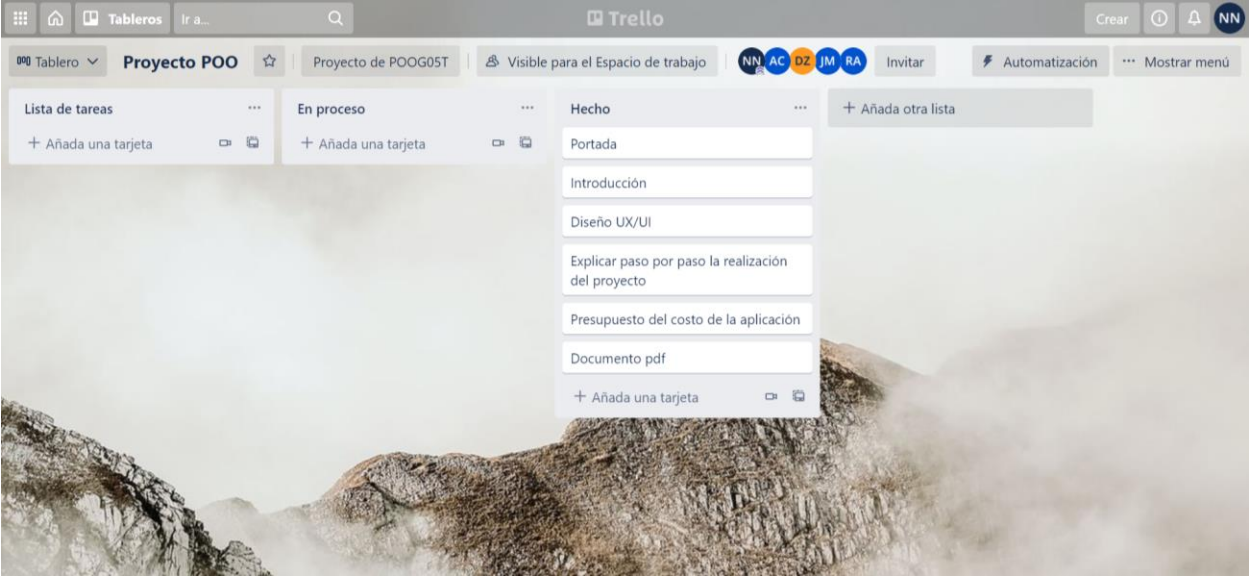 Tableros
Ir a...
Trello
Crear
NN
Tablero
Proyecto POO
Proyecto de POOG05T
Visible para el Espacio de trabajo
NN AC DZ JM RA
Invitar
Automatización
Mostrar menú
Lista de tareas
Añada una tarjeta
En proceso
Añada una tarjeta
Hecho
Portada
Introducción
Diseño UX/UI
Explicar paso por paso la realización
del proyecto
Presupuesto del costo de la aplicación
Documento pdf
Añada una tarjeta
Añada otra lista